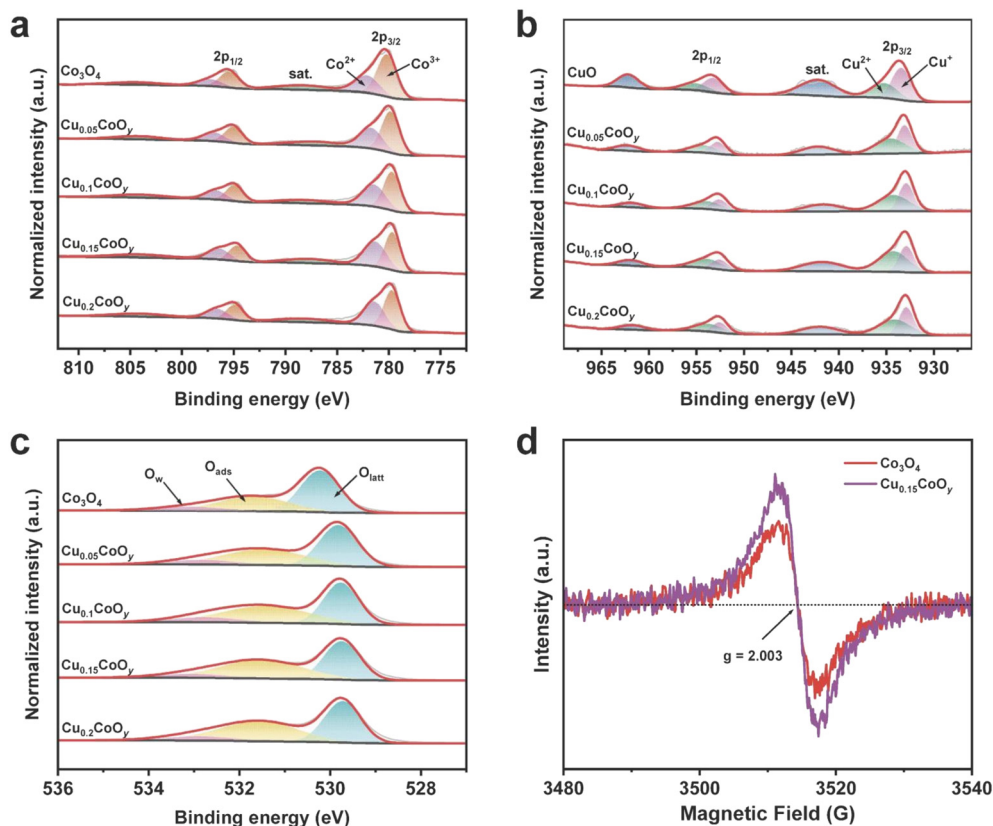 a
2p₁/₂
sat.
2p₃/₂
Co²⁺
Co³⁺
Co₃O₄
Cu₀.₀₅CoOy
Cu₀.₁CoOy
Cu₀.₁₅CoOy
Cu₀.₂CoOy
Normalized intensity (a.u.)
810 805 800 795 790 785 780 775
Binding energy (eV)
b
2p₁/₂
sat.
2p₃/₂
Cu²⁺
Cu⁺
CuO
Cu₀.₀₅CoOy
Cu₀.₁CoOy
Cu₀.₁₅CoOy
Cu₀.₂CoOy
Normalized intensity (a.u.)
965 960 955 950 945 940 935 930
Binding energy (eV)
c
O_w
O_ads
O_latt
Co₃O₄
Cu₀.₀₅CoOy
Cu₀.₁CoOy
Cu₀.₁₅CoOy
Cu₀.₂CoOy
Normalized intensity (a.u.)
536 534 532 530 528
Binding energy (eV)
d
Co₃O₄
Cu₀.₁₅CoOy
g = 2.003
Intensity (a.u.)
3480 3500 3520 3540
Magnetic Field (G)